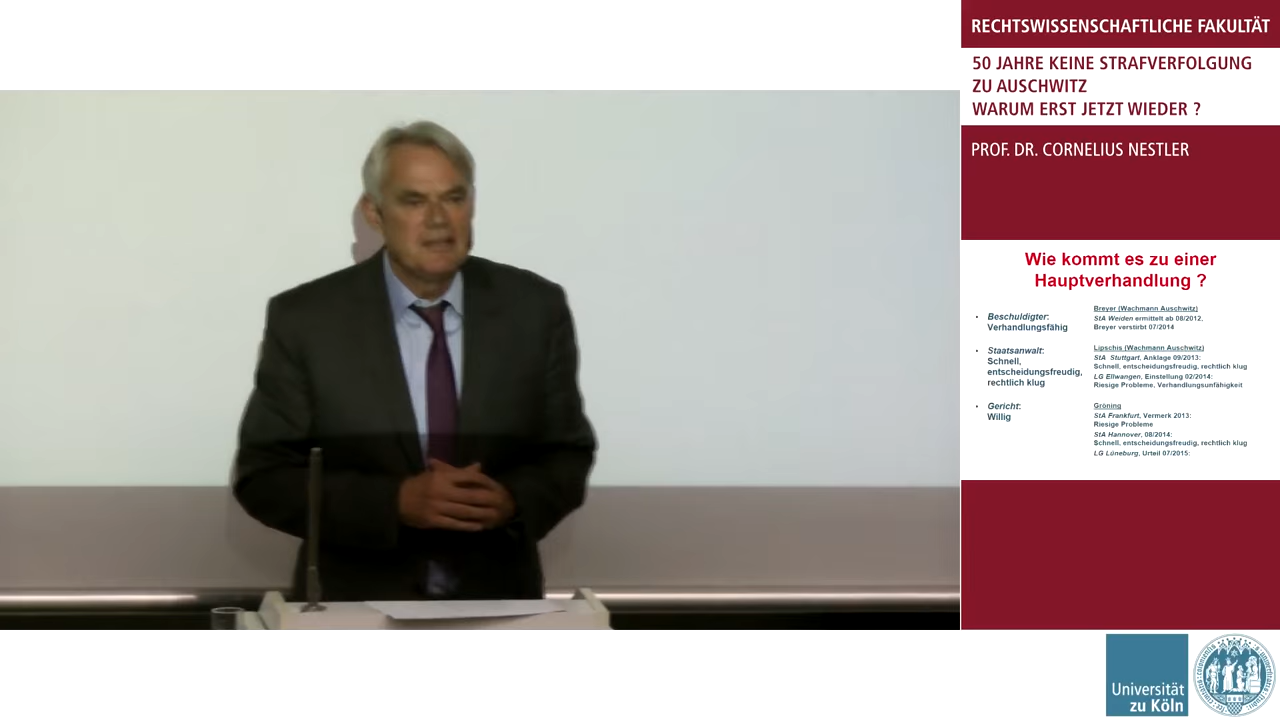 RECHTSWISSENSCHAFTLICHE FAKULTÄT
50 JAHRE KEINE STRAFVERFOLGUNG
ZU AUSCHWITZ
WARUM ERST JETZT WIEDER ?
PROF. DR. CORNELIUS NESTLER
Wie kommt es zu einer
Hauptverhandlung ?
• Beschuldigter:
Verhandlungsfähig
• Staatsanwalt:
Schnell,
entscheidungsfreudig,
rechtlich klug
• Gericht:
Willig
Breyer (Wachmann Auschwitz)
StA Weiden ermittelt ab 08/2012,
Breyer verstirbt 07/2014
Lipschis (Wachmann Auschwitz)
StA Stuttgart, Anklage 09/2013:
Schnell, entscheidungsfreudig, rechtlich klug
LG Ellwangen, Einstellung 02/2014:
Riesige Probleme, Verhandlungsunfähigkeit
Gröning
StA Frankfurt, Vermerk 2013:
Riesige Probleme
StA Hannover, 08/2014:
Schnell, entscheidungsfreudig, rechtlich klug
LG Lüneburg, Urteil 07/2015:
Universität
zu Köln